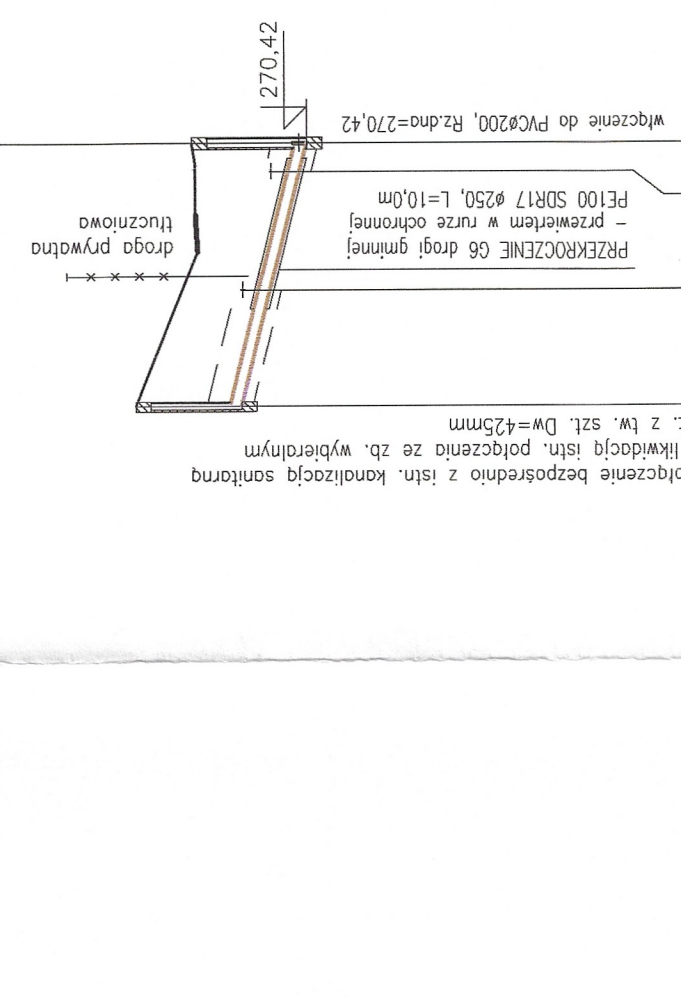 ołączenie bezpośrednio z istn. kanalizacją sanitarną
likwidacją istn. połączenia ze zb. wybieralnym
. z tw. szt. Dw=425mm
PRZEKROCZENIE G6 drogi gminnej
– przewiertem w rurze ochronnej
PE100 SDR17 ø250, L=10,0m
droga prywatna
tłuczniowa
włączenie do PVCø200, Rz.dna=270,42
270,42